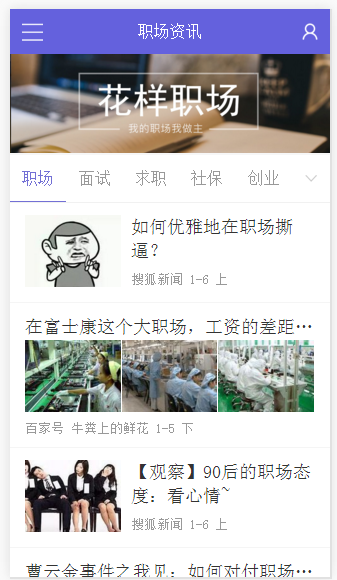 职场资讯
花样职场
我的职场我做主
职场 面试 求职 社保 创业
如何优雅地在职场撕
逼？
搜狐新闻 1-6 上
在富士康这个大职场，工资的差距…
百家号 牛粪上的鲜花 1-5 下
【观察】90后的职场态
度：看心情~
搜狐新闻 1-6 上
曹云金事件之我见：如何对付职场…